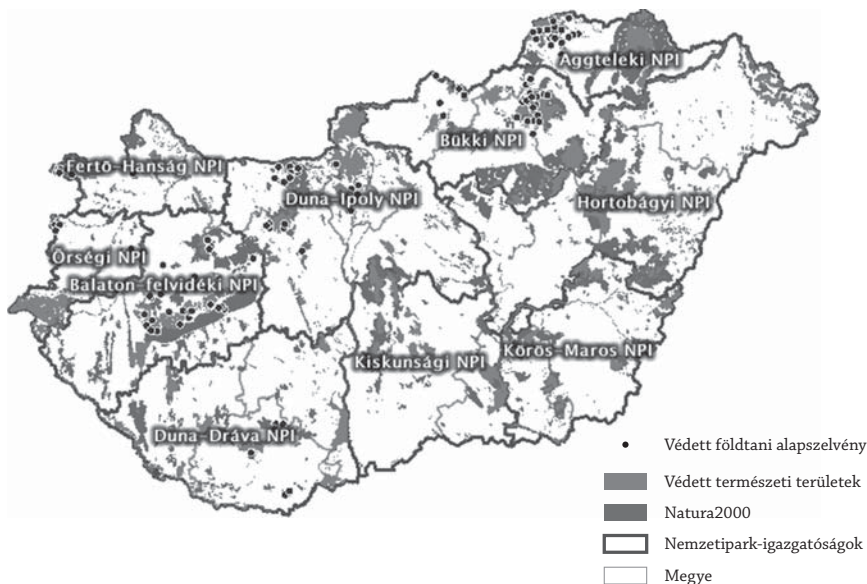 Aggteleki NPI
Bükki NPI
Fertő-Hanság NPI
Duna-Ipoly NPI
Hortobágyi NPI
Őrségi NPI
Balaton-felvidéki NPI
Körös-Maros NPI
Kiskunsági NPI
Duna-Dráva NPI
Védett földtani alapszelvény
Védett természeti területek
Natura2000
Nemzetipark-igazgatóságok
Megye